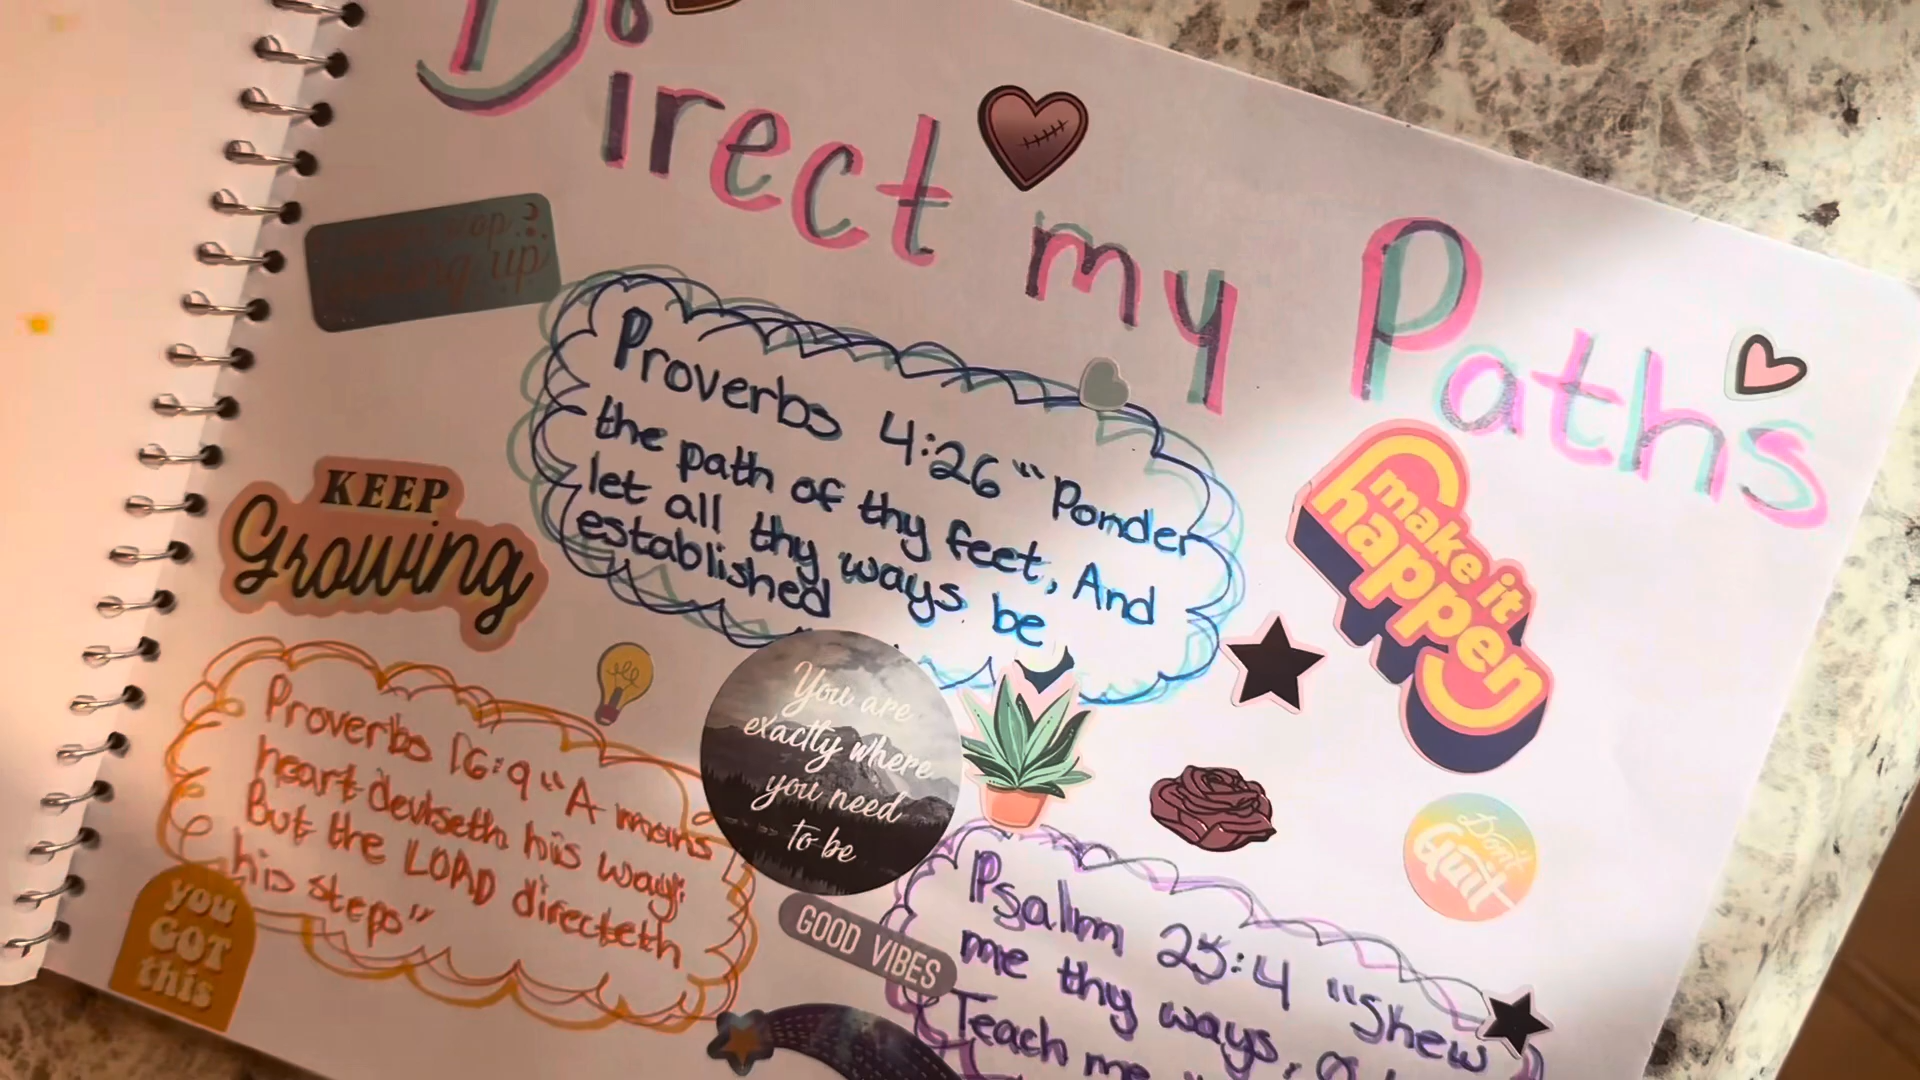 Direct my Paths
Proverbs 4:26 "Ponder
the path of thy feet, And
let all thy ways be
established
KEEP
Growing
make it
happen
Proverbs 16:9 "A mans
heart deviseth his way:
But the LORD directeth
his steps"
You are
exactly where
you need
to be
you
GOT
this
GOOD VIBES
Don't
Quit
Psalm 25:4 "Shew
me thy ways, O
Teach me